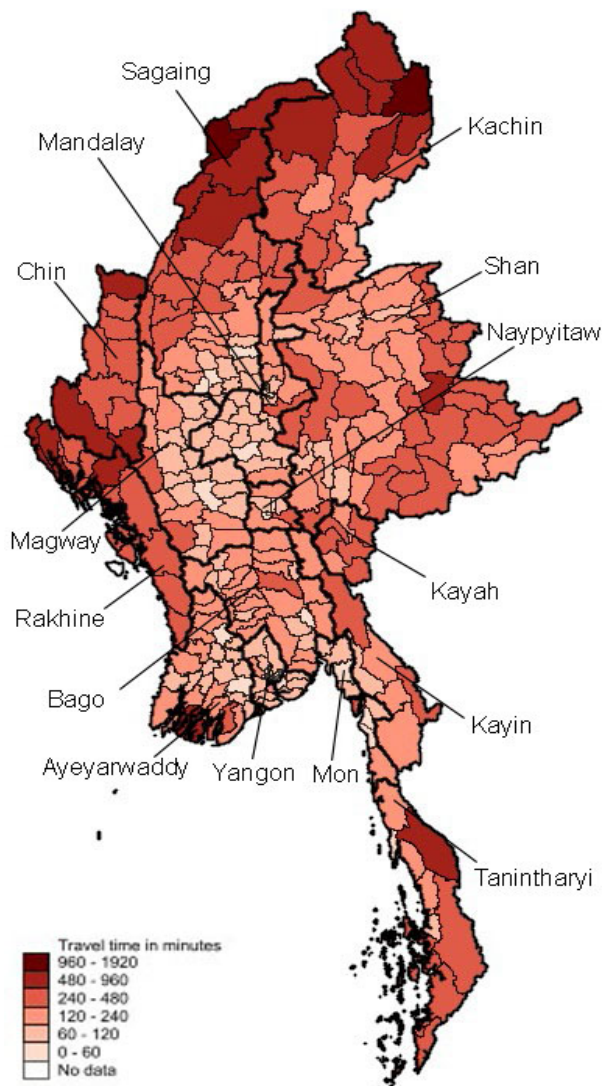 Sagaing
Mandalay
Kachin
Chin
Shan
Naypyitaw
Magway
Rakhine
Kayah
Bago
Kayin
Ayeyarwaddy
Yangon
Mon
Tanintharyi
Travel time in minutes
960 - 1920
480 - 960
240 - 480
120 - 240
60 - 120
0 - 60
No data